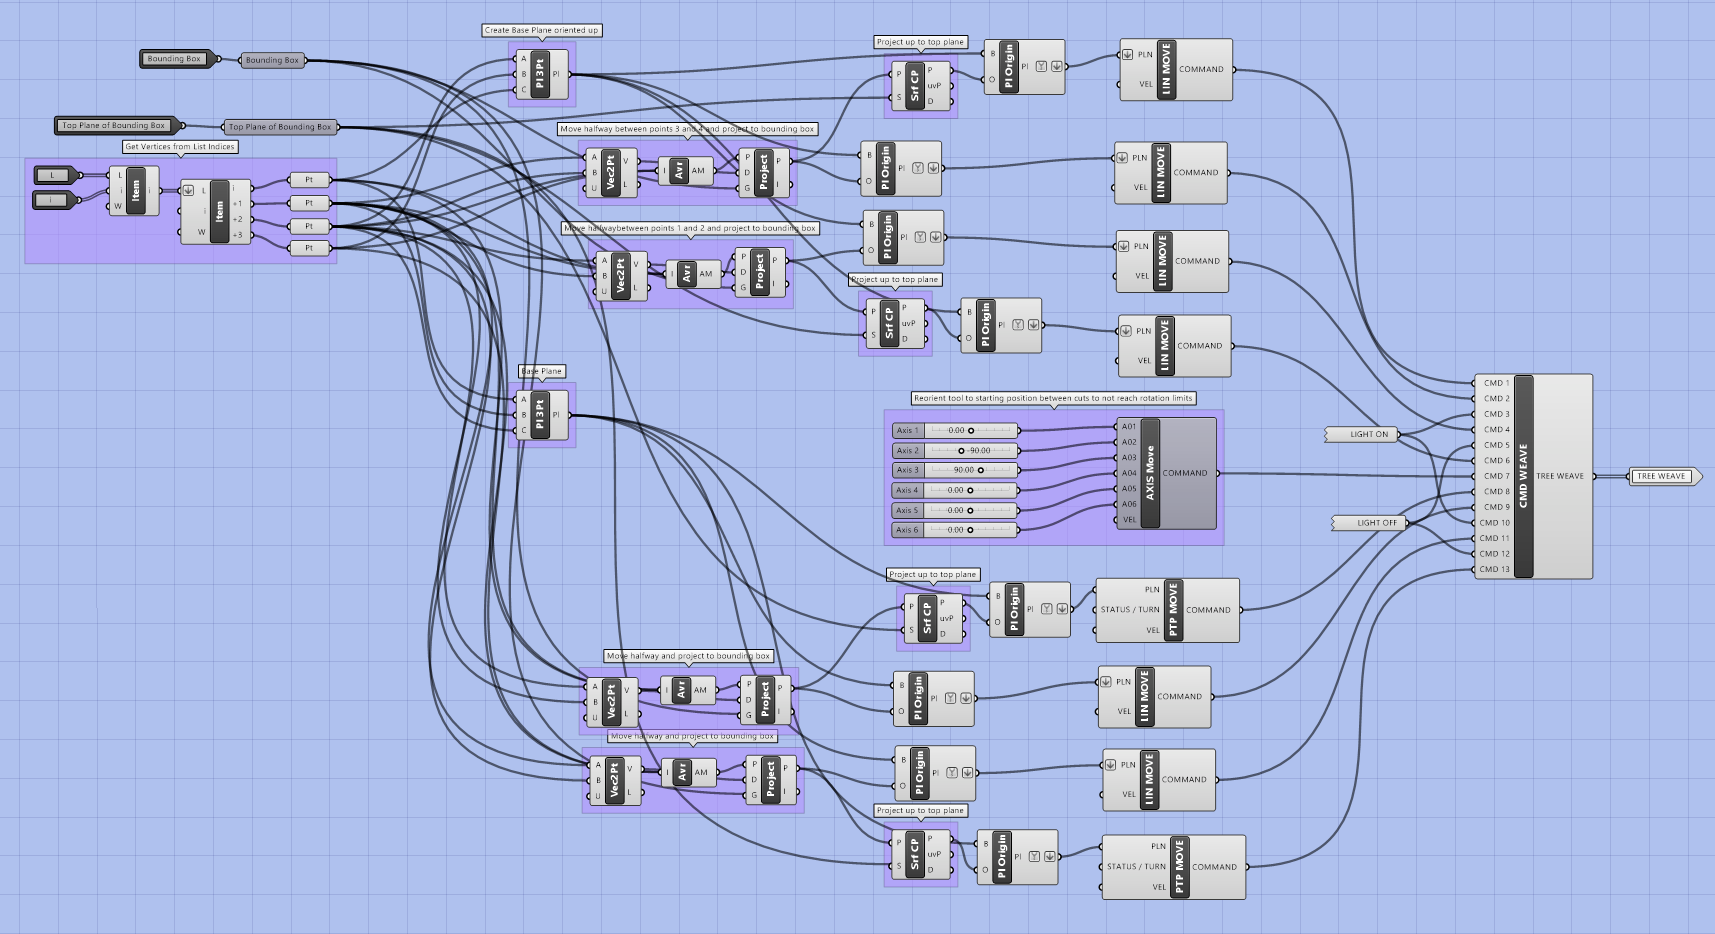 Create Base Plane oriented up
Bounding Box
Bounding Box
A
B
C
Pl 3Pt
Pl
Project up to top plane
P
S
Srf CP
P
uvP
D
B
O
Pl Origin
Pl
PLN
VEL
LIN MOVE
COMMAND
Top Plane of Bounding Box
Top Plane of Bounding Box
Get Vertices from List Indices
L
i
L
i
W
Item
i
L
i
W
Item
i
+1
+2
+3
Pt
Pt
Pt
Pt
Move halfway between points 3 and 4 and project to bounding box
A
B
U
Vec2Pt
V
L
I
Avr
AM
P
D
G
Project
P
I
B
O
Pl Origin
Pl
PLN
VEL
LIN MOVE
COMMAND
Move halfwaybetween points 1 and 2 and project to bounding box
A
B
U
Vec2Pt
V
L
I
Avr
AM
P
D
G
Project
P
I
B
O
Pl Origin
Pl
PLN
VEL
LIN MOVE
COMMAND
Project up to top plane
P
S
Srf CP
P
uvP
D
B
O
Pl Origin
Pl
PLN
VEL
LIN MOVE
COMMAND
Base Plane
A
B
C
Pl 3Pt
Pl
Reorient tool to starting position between cuts to not reach rotation limits
Axis 1 0.00
Axis 2 -90.00
Axis 3 90.00
Axis 4 0.00
Axis 5 0.00
Axis 6 0.00
A01
A02
A03
A04
A05
A06
VEL
AXIS Move
COMMAND
LIGHT ON
LIGHT OFF
CMD 1
CMD 2
CMD 3
CMD 4
CMD 5
CMD 6
CMD 7
CMD 8
CMD 9
CMD 10
CMD 11
CMD 12
CMD 13
CMD WEAVE
TREE WEAVE
TREE WEAVE
Project up to top plane
P
S
Srf CP
P
uvP
D
B
O
Pl Origin
Pl
PLN
STATUS / TURN
VEL
PTP MOVE
COMMAND
Move halfway and project to bounding box
A
B
U
Vec2Pt
V
L
I
Avr
AM
P
D
G
Project
P
I
B
O
Pl Origin
Pl
PLN
VEL
LIN MOVE
COMMAND
Move halfway and project to bounding box
A
B
U
Vec2Pt
V
L
I
Avr
AM
P
D
G
Project
P
I
B
O
Pl Origin
Pl
PLN
VEL
LIN MOVE
COMMAND
Project up to top plane
P
S
Srf CP
P
uvP
D
B
O
Pl Origin
Pl
PLN
STATUS / TURN
VEL
PTP MOVE
COMMAND